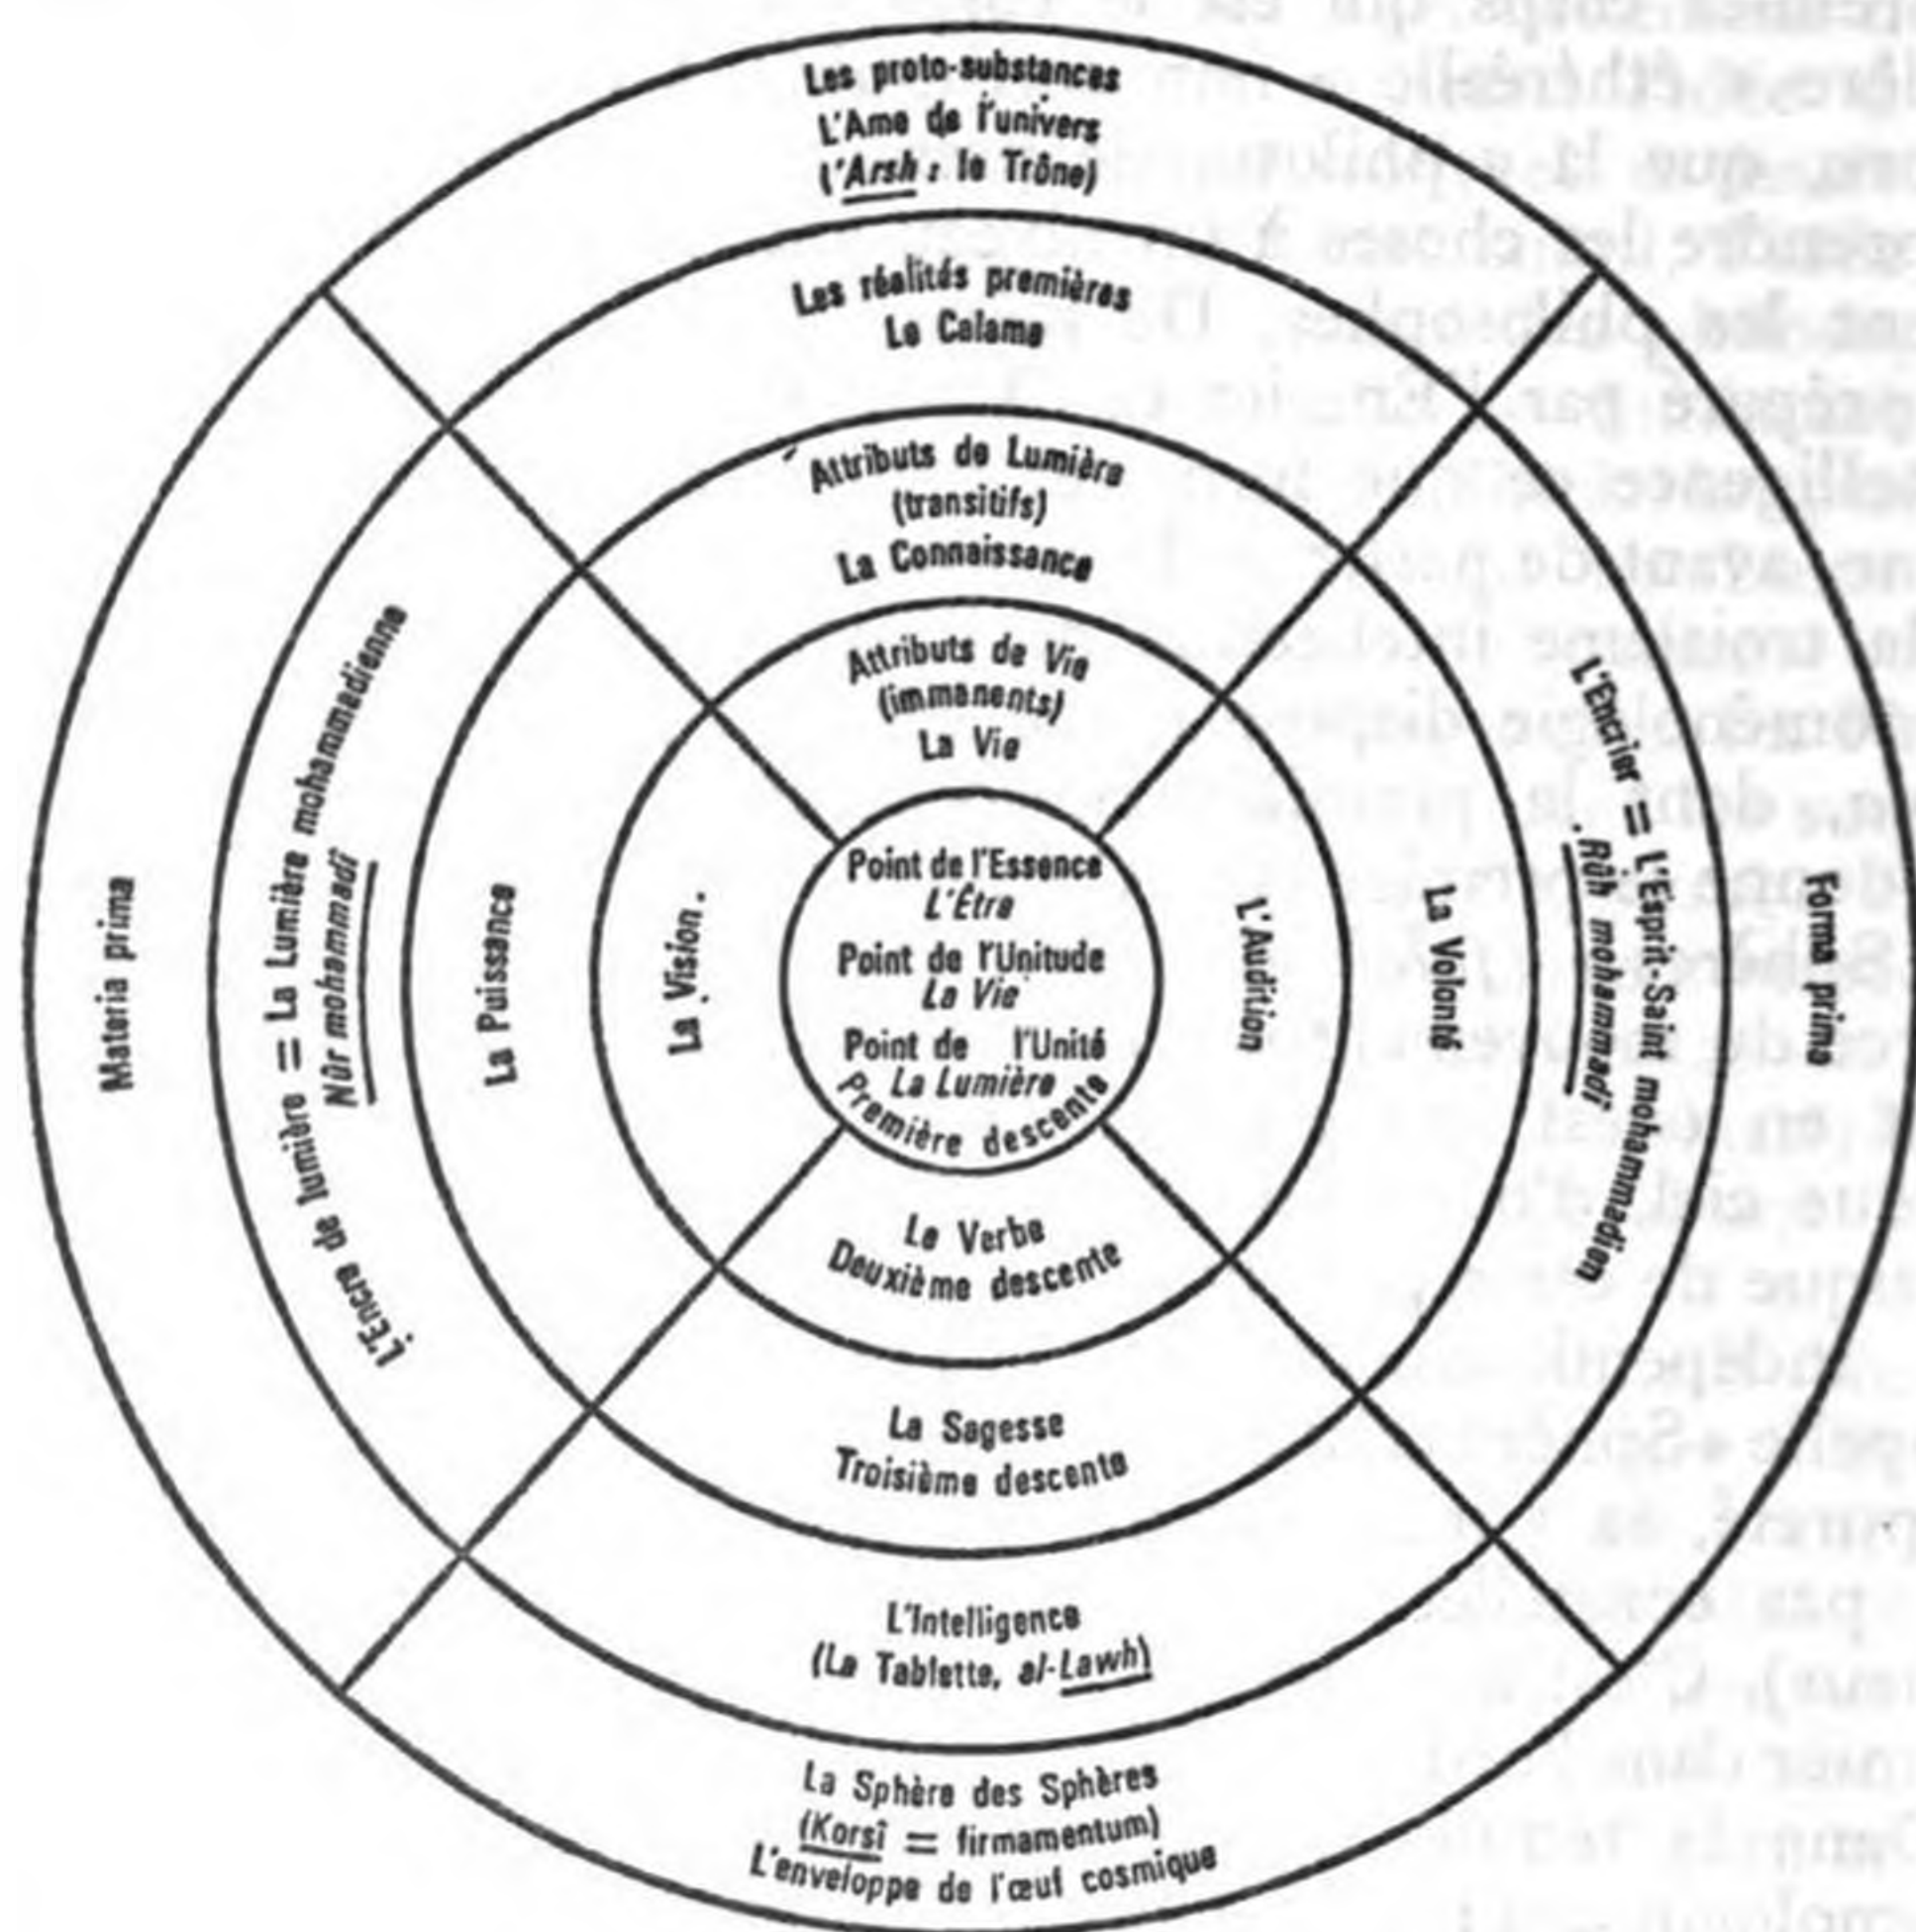 Les proto-substances
L'Ame de l'univers
(’Arsh : le Trône)
Les réalités premières
Le Calame
Attributs de Lumière
(transitifs)
La Connaissance
Attributs de Vie
(immanents)
La Vie
Point de l'Essence
L'Être
Point de l'Unitude
La Vie
Point de l'Unité
La Lumière
Première descente
Le Verbe
Deuxième descente
La Sagesse
Troisième descente
L'Intelligence
(La Tablette, al-Lawh)
La Sphère des Sphères
(Korsî = firmamentum)
L'enveloppe de l'œuf cosmique
Materia prima
L'Encre de lumière = La Lumière mohammadienne
Nûr mohammadî
La Puissance
La Vision.
L'Audition
La Volonté
L'Encrier = L'Esprit-Saint mohammadien
Rûh mohammadî
Forma prima